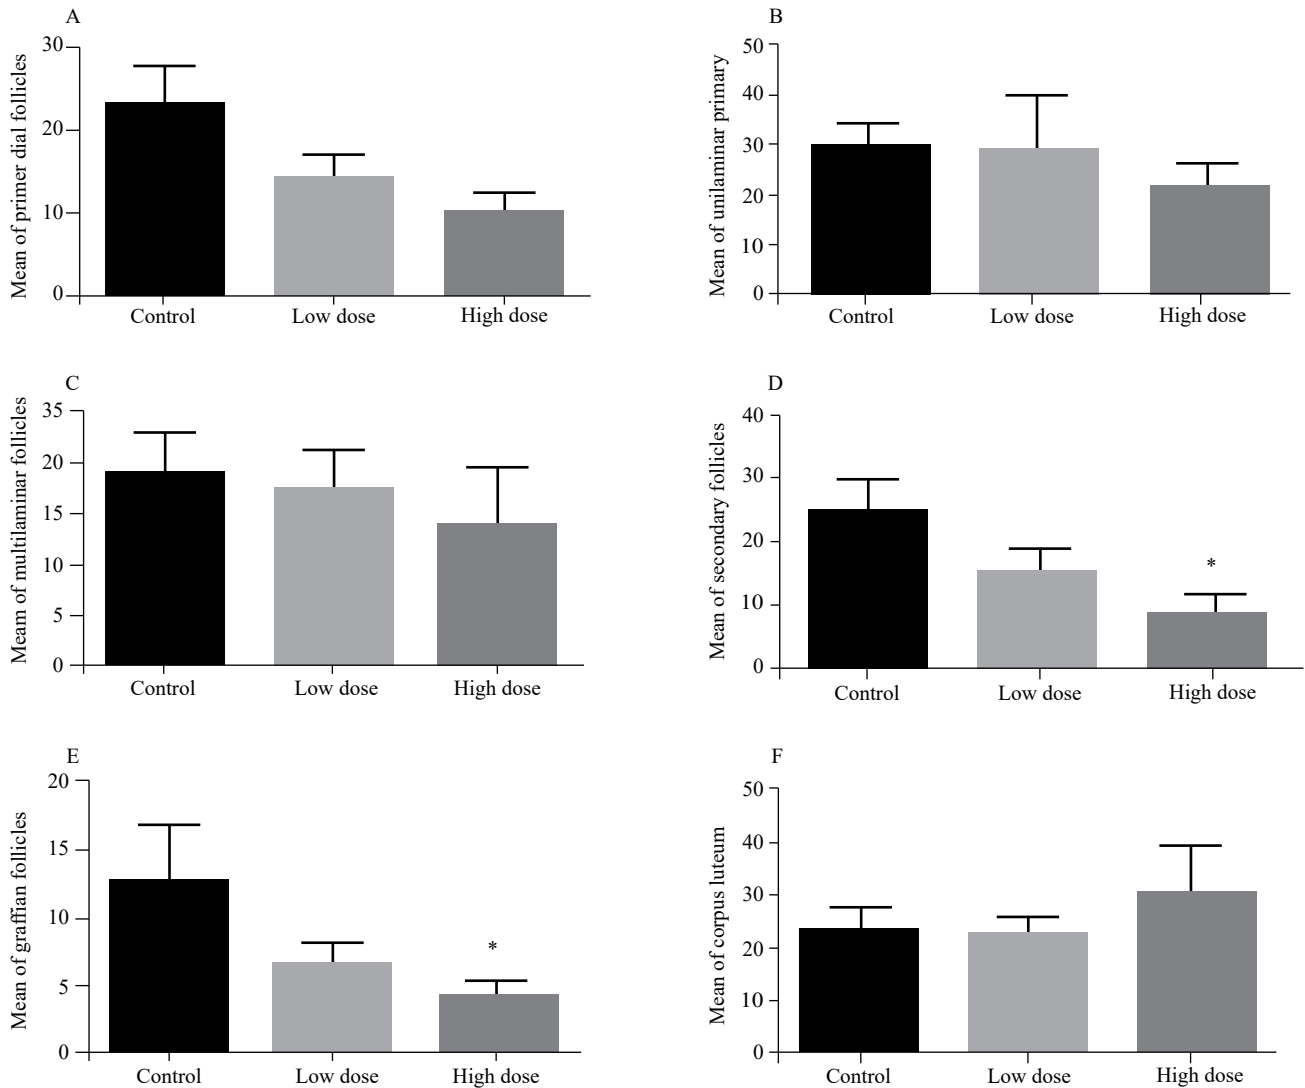 A
Mean of primer dial follicles
30
20
10
0
Control
Low dose
High dose
B
Mean of unilaminar primary
50
40
30
20
10
0
Control
Low dose
High dose
C
Meam of multilaminar follicles
35
20
15
10
5
0
Control
Low dose
High dose
D
Mean of secondary follicles
40
30
20
10
0
*
Control
Low dose
High dose
E
Mean of graffian follicles
20
15
10
5
0
*
Control
Low dose
High dose
F
Mean of corpus luteum
50
40
30
20
10
0
Control
Low dose
High dose